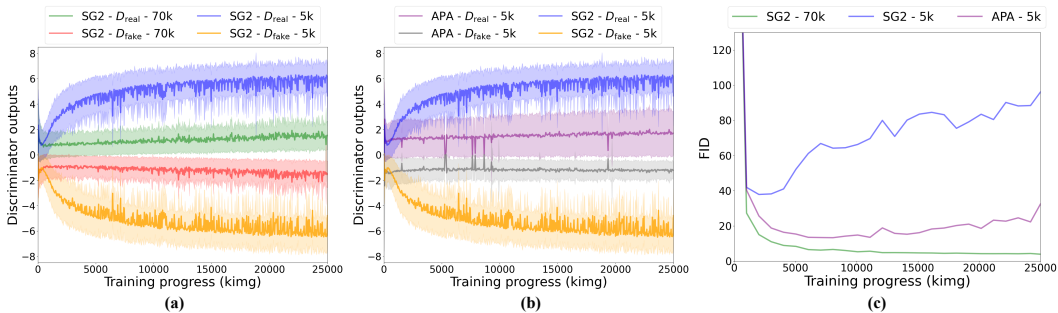 SG2 - D_real - 70k
SG2 - D_real - 5k
SG2 - D_fake - 70k
SG2 - D_fake - 5k
Discriminator outputs
8
6
4
2
0
−2
−4
−6
−8
0
5000
10000
15000
20000
25000
Training progress (kimg)
(a)
APA - D_real - 5k
SG2 - D_real - 5k
APA - D_fake - 5k
SG2 - D_fake - 5k
Discriminator outputs
8
6
4
2
0
−2
−4
−6
−8
0
5000
10000
15000
20000
25000
Training progress (kimg)
(b)
SG2 - 70k
SG2 - 5k
APA - 5k
FID
120
100
80
60
40
20
0
0
5000
10000
15000
20000
25000
Training progress (kimg)
(c)